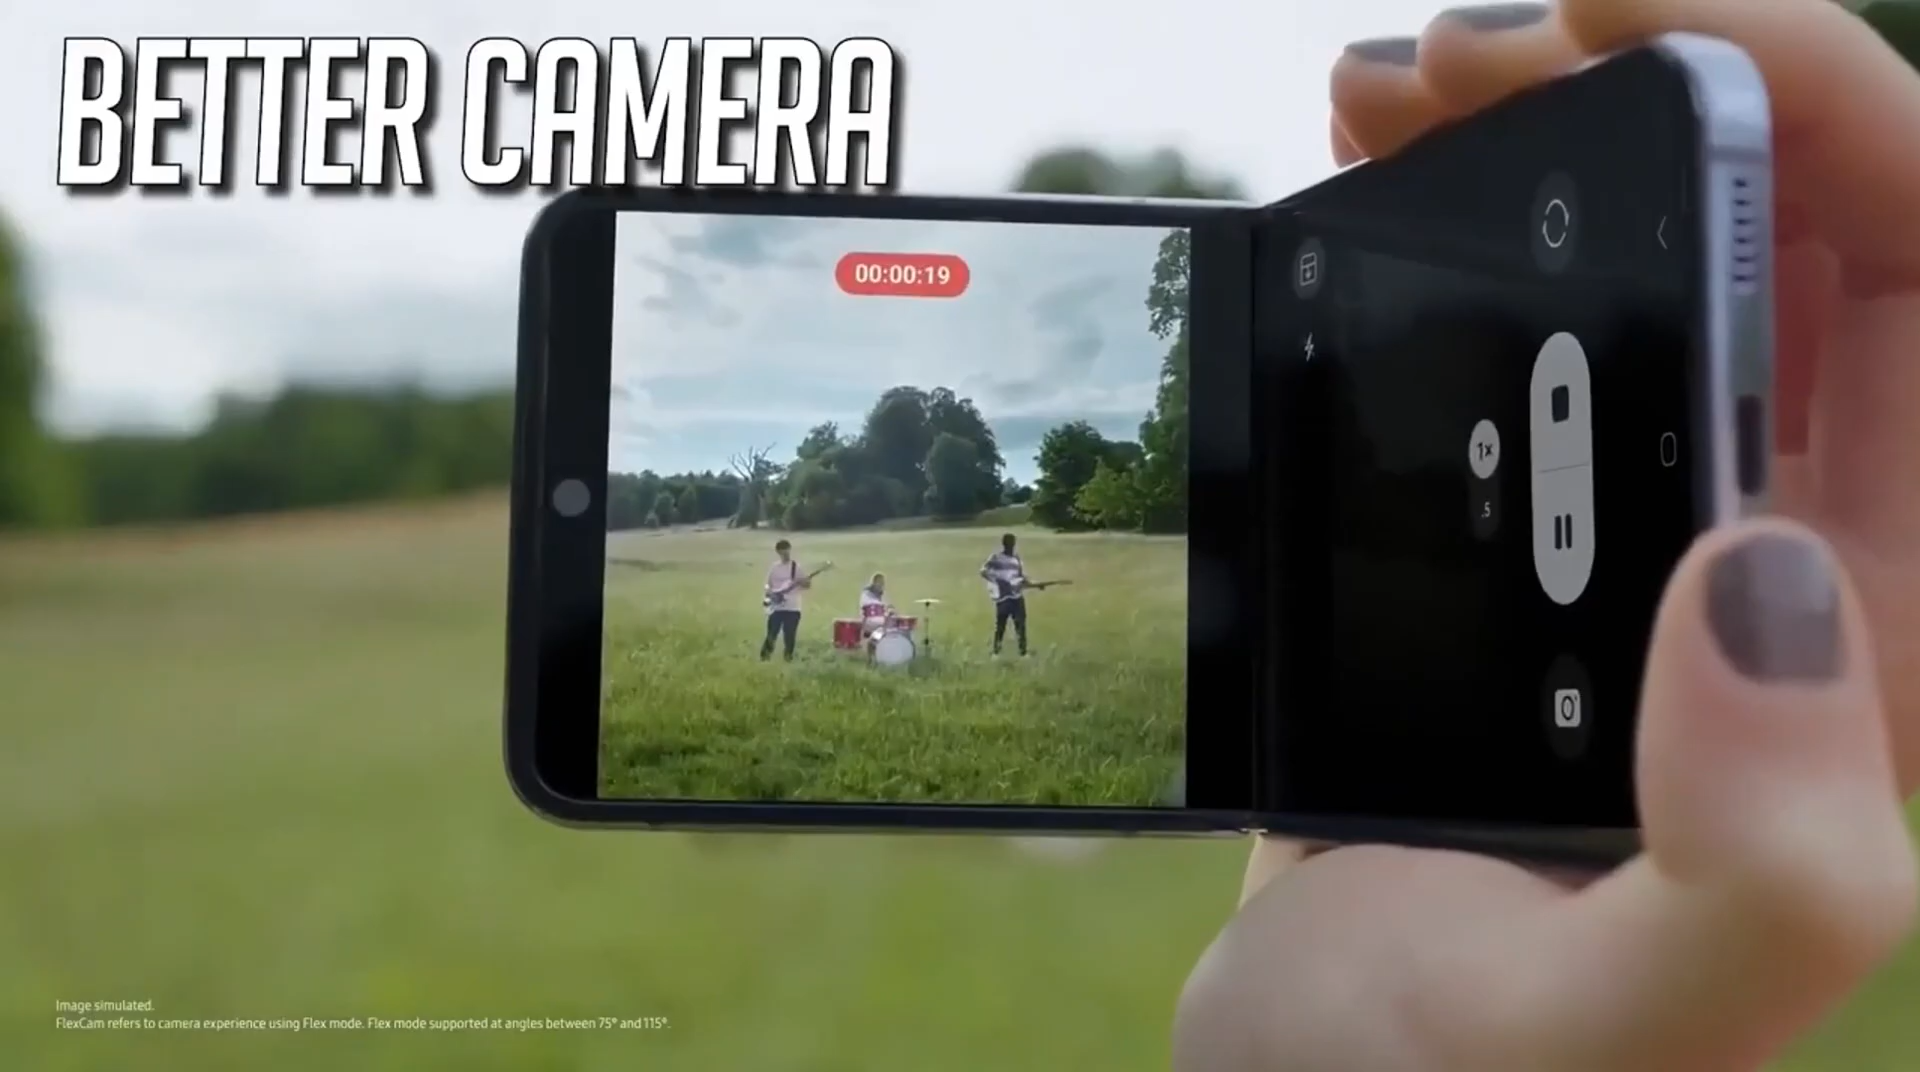 BETTER CAMERA
00:00:19
1x
.5
Image simulated.
FlexCam refers to camera experience using Flex mode. Flex mode supported at angles between 75° and 115°.